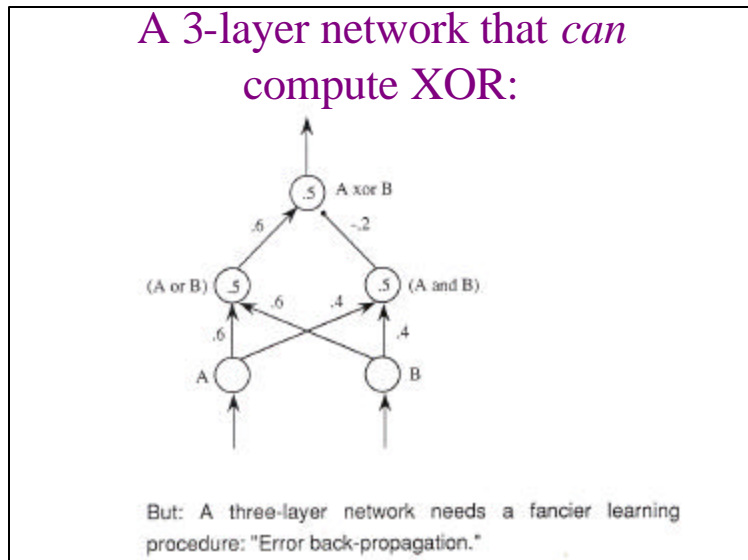 A 3-layer network that can
compute XOR:
.5 A xor B
.6 -.2
(A or B) .5 .6 .4 .5 (A and B)
.6 .4
A B
But: A three-layer network needs a fancier learning
procedure: "Error back-propagation."